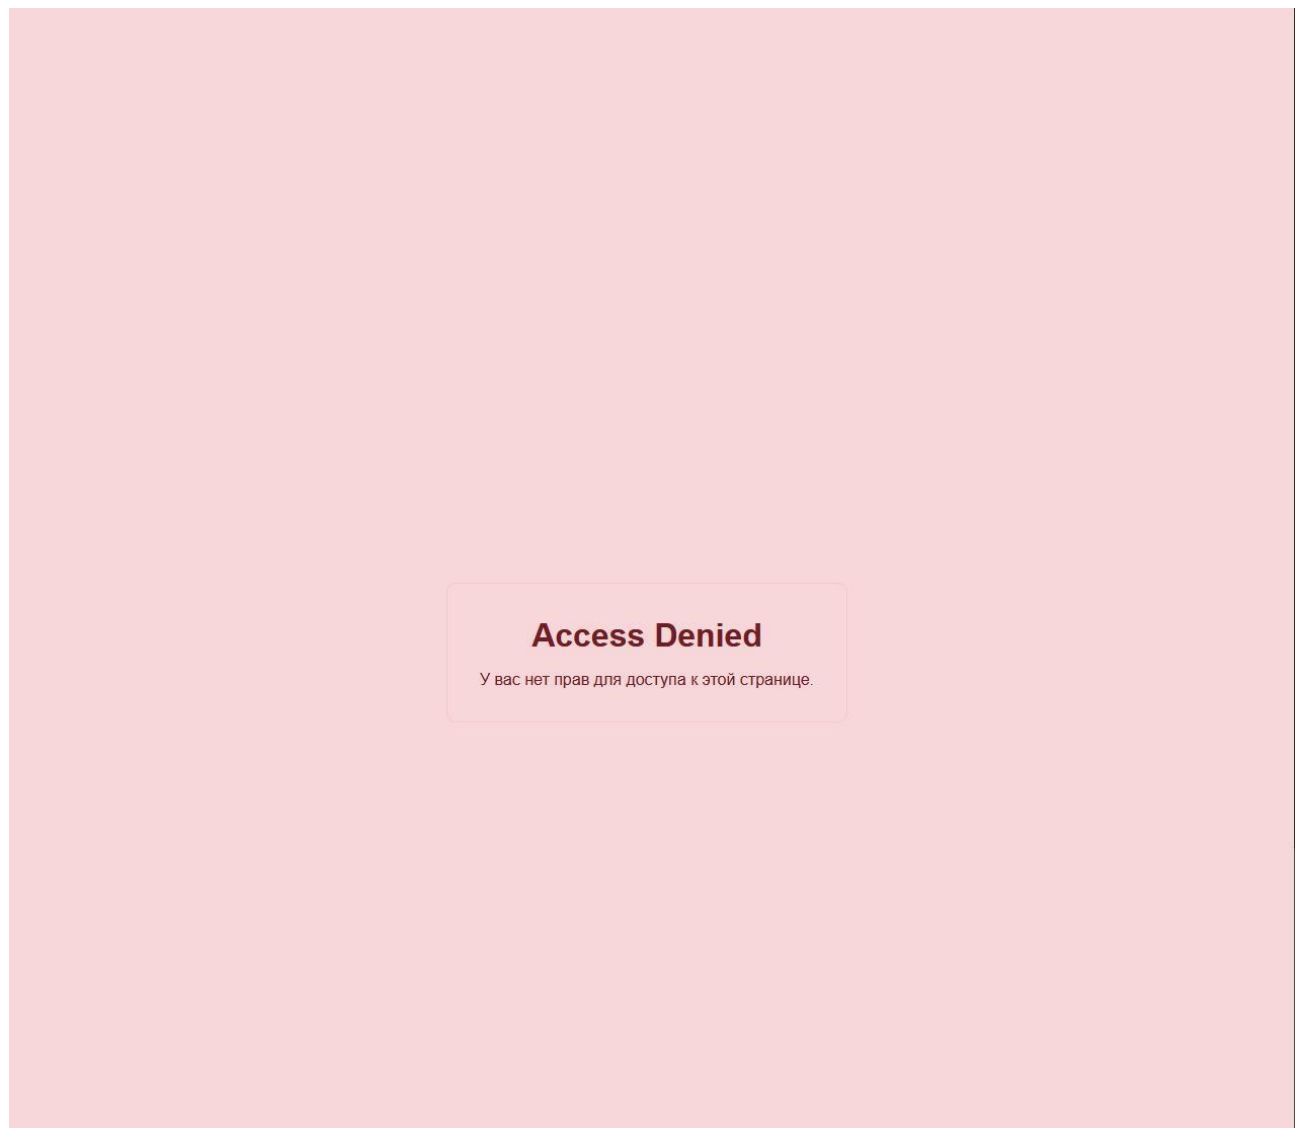 Access Denied
У вас нет прав для доступа к этой странице.